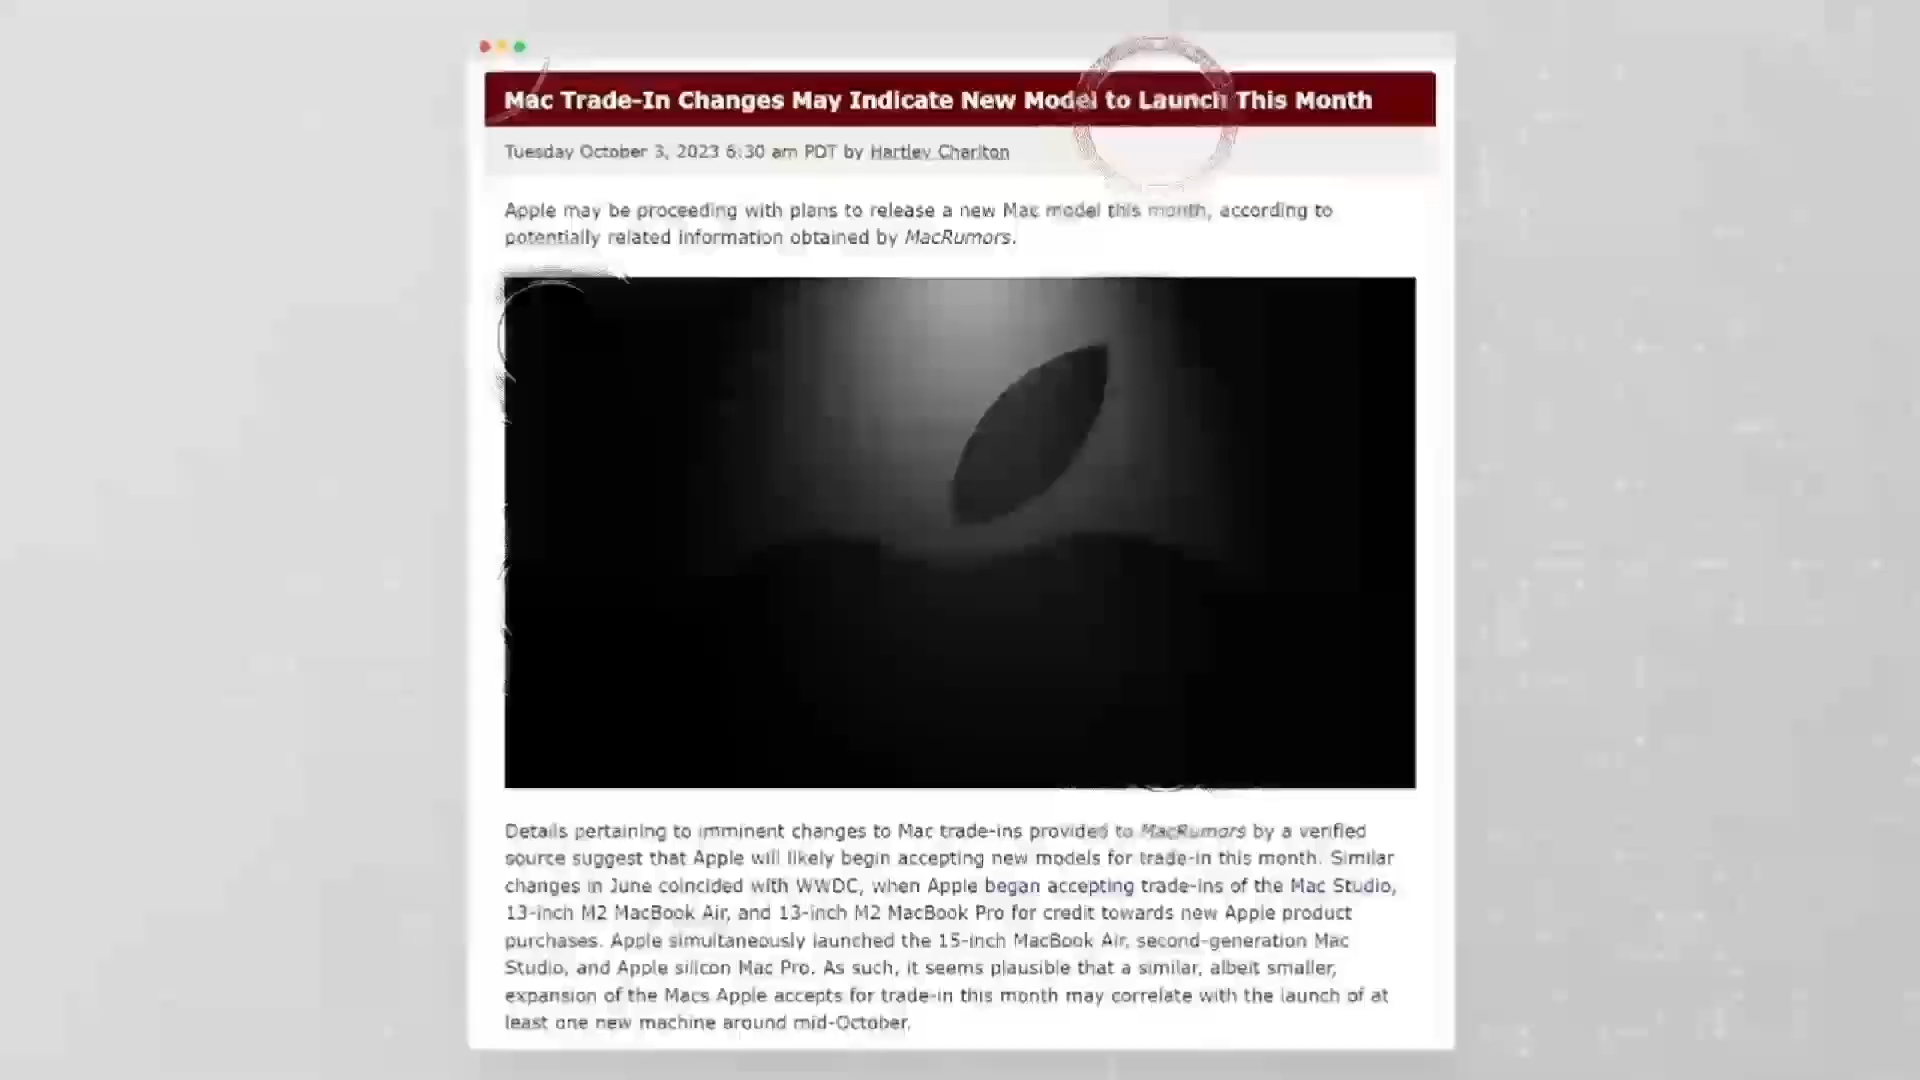 Mac Trade-In Changes May Indicate New Model to Launch This Month
Tuesday October 3, 2023 6:30 am PDT by Hartley Charlton
Apple may be proceeding with plans to release a new Mac model this month, according to
potentially related information obtained by MacRumors.
Details pertaining to imminent changes to Mac trade-ins provided to MacRumors by a verified
source suggest that Apple will likely begin accepting new models for trade-in this month. Similar
changes in June coincided with WWDC, when Apple began accepting trade-ins of the Mac Studio,
13-inch M2 MacBook Air, and 13-inch M2 MacBook Pro for credit towards new Apple product
purchases. Apple simultaneously launched the 15-inch MacBook Air, second-generation Mac
Studio, and Apple silicon Mac Pro. As such, it seems plausible that a similar, albeit smaller,
expansion of the Macs Apple accepts for trade-in this month may correlate with the launch of at
least one new machine around mid-October.